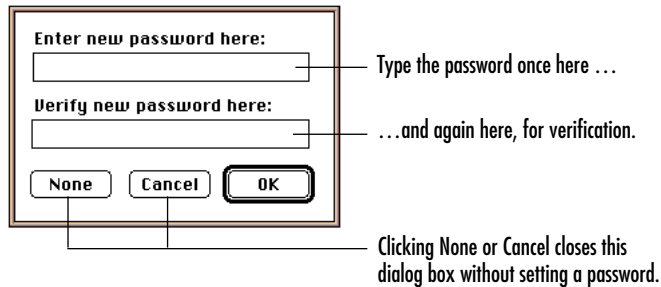 Enter new password here:
Type the password once here …
Verify new password here:
…and again here, for verification.
None
Cancel
OK
Clicking None or Cancel closes this
dialog box without setting a password.